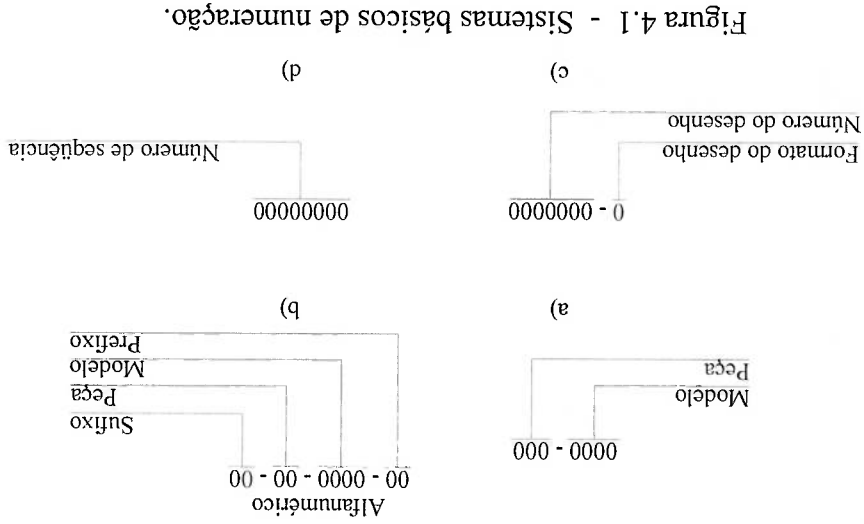 0000 - 000
Modelo
Peça
a)
Alfanumérico
00 - 0000 - 00 - 00
Sufixo
Peça
Modelo
Prefixo
b)
0 - 0000000
Formato do desenho
Número do desenho
c)
000000000
Número de seqüência
d)
Figura 4.1 - Sistemas básicos de numeração.